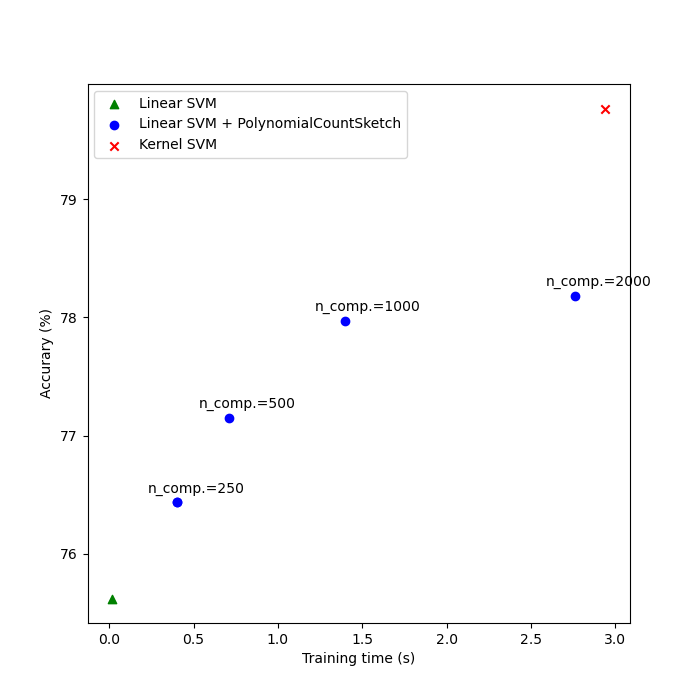 Linear SVM
Linear SVM + PolynomialCountSketch
Kernel SVM
79
n_comp.=2000
n_comp.=1000
78
Accurary (%)
n_comp.=500
77
n_comp.=250
76
0.0 0.5 1.0 1.5 2.0 2.5 3.0
Training time (s)